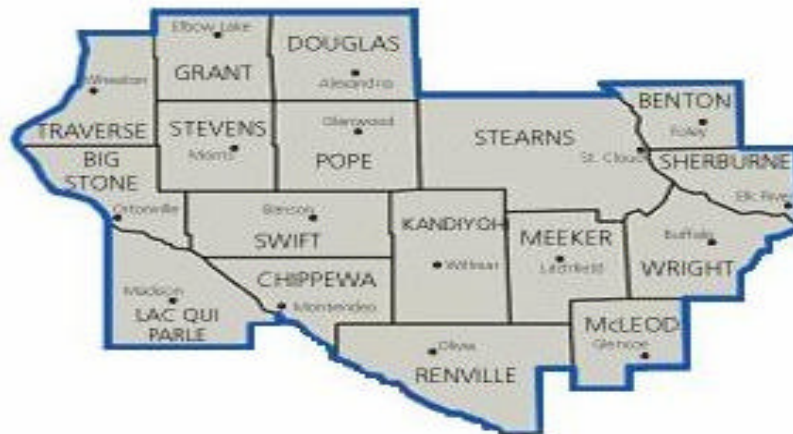 Elbow Lake
GRANT
DOUGLAS
Alexandria
Wheaton
TRAVERSE
STEVENS
Morris
Glenwood
POPE
STEARNS
St. Cloud
BENTON
Foley
SHERBURNE
Elk River
BIG
STONE
Ortonville
Benson
SWIFT
KANDIYOHI
Willmar
MEEKER
Litchfield
Buffalo
WRIGHT
CHIPPEWA
Montevideo
Madison
LAC QUI
PARLE
Olivia
RENVILLE
McLEOD
Glencoe